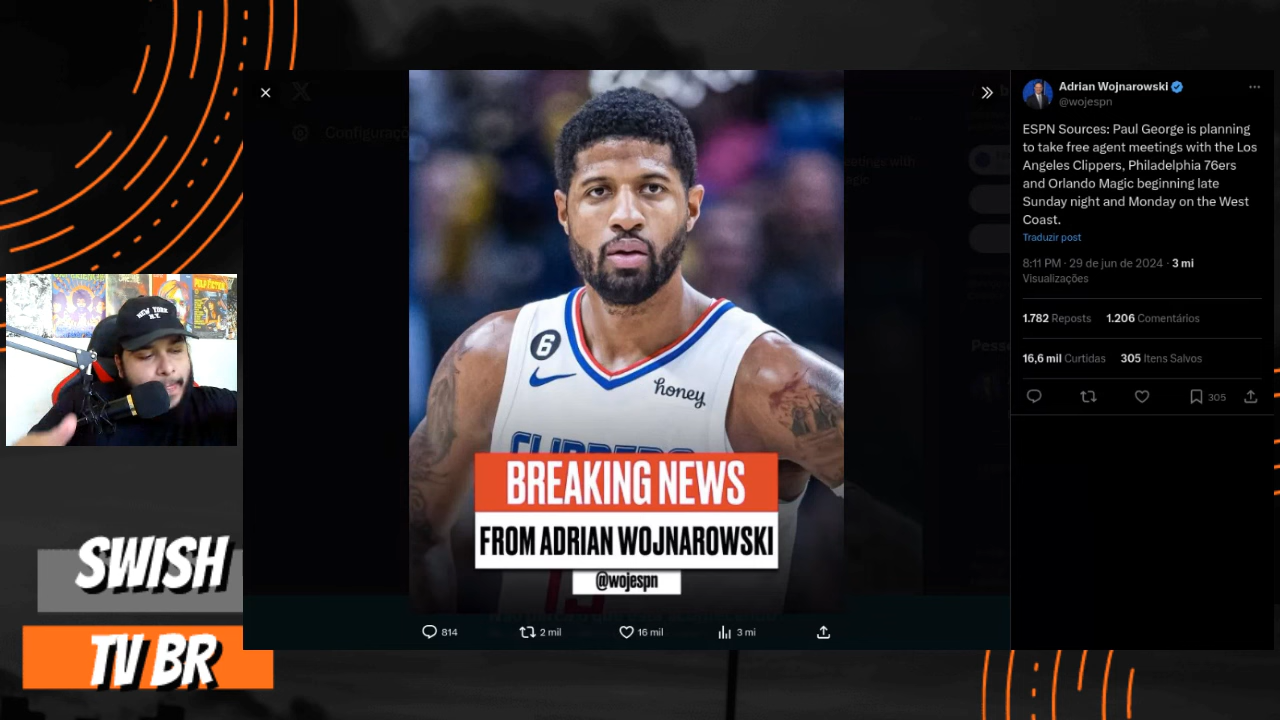 Configuraçõ
NEW YORK
N.Y.
PULP FICTION
SWISH
TV BR
6
honey
CLIPPERS
BREAKING NEWS
FROM ADRIAN WOJNAROWSKI
@wojespn
814
2 mil
16 mil
3 mi
Adrian Wojnarowski
@wojespn
ESPN Sources: Paul George is planning
to take free agent meetings with the Los
Angeles Clippers, Philadelphia 76ers
and Orlando Magic beginning late
Sunday night and Monday on the West
Coast.
Traduzir post
8:11 PM · 29 de jun de 2024 · 3 mi
Visualizações
1.782 Reposts 1.206 Comentários
16,6 mil Curtidas 305 Itens Salvos
305